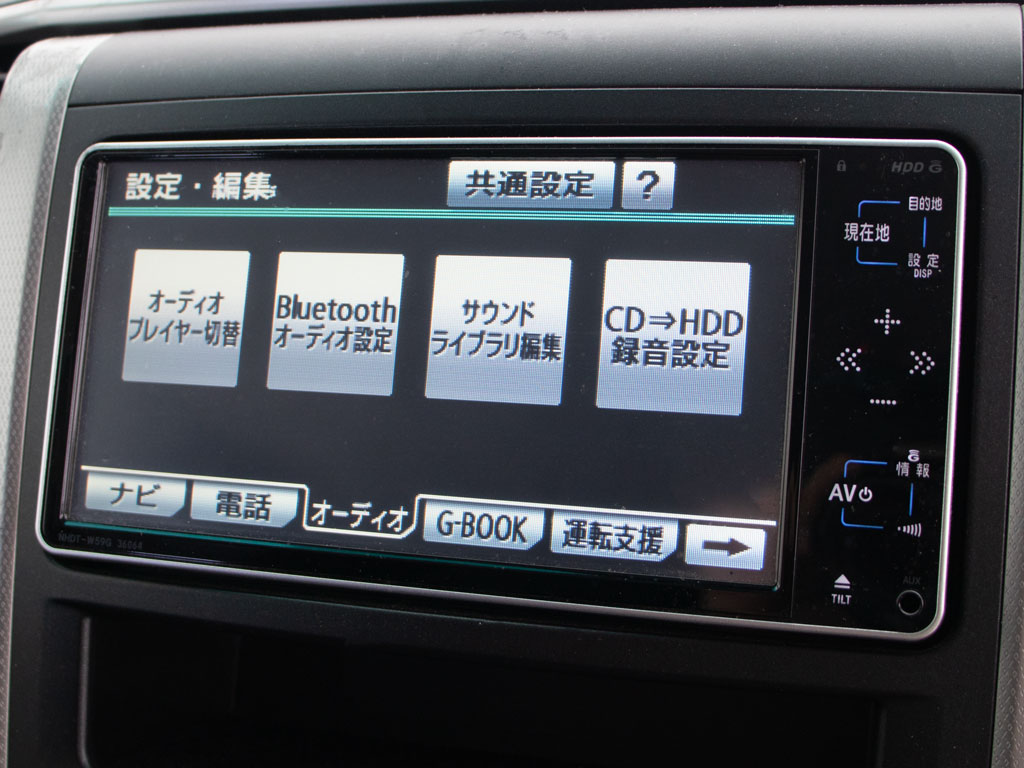 設定・編集
共通設定
?
オーディオ
プレイヤー切替
Bluetooth
オーディオ設定
サウンド
ライブラリ編集
CD⇒HDD
録音設定
ナビ
電話
オーディオ
G-BOOK
運転支援
→
NHDT-W59G
HDD
目的地
現在地
設定
DISP
情報
AV
TILT
AUX